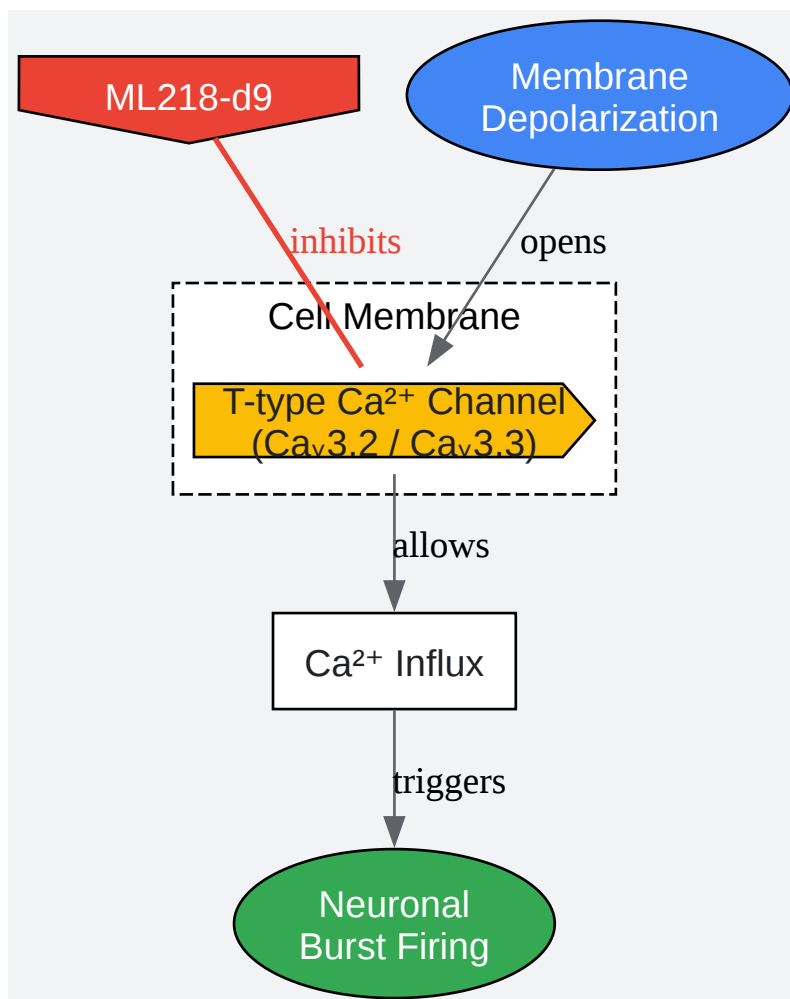 ML218-d9
Membrane
Depolarization
inhibits
opens
Cell Membrane
T-type Ca²⁺ Channel
(Caᵥ3.2 / Caᵥ3.3)
allows
Ca²⁺ Influx
triggers
Neuronal
Burst Firing